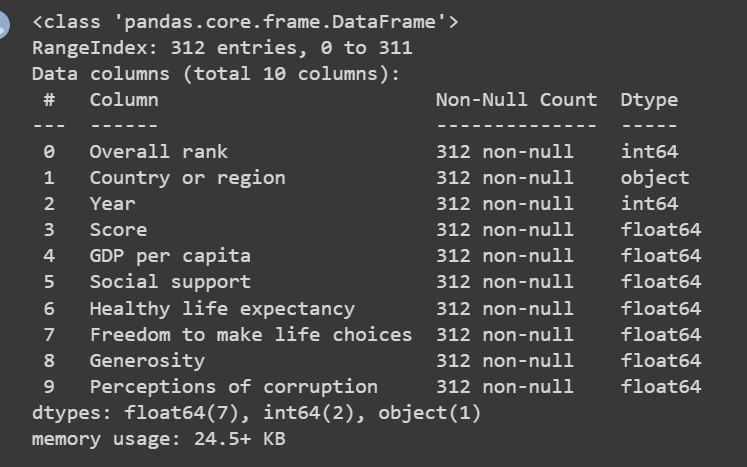 <class 'pandas.core.frame.DataFrame'>
RangeIndex: 312 entries, 0 to 311
Data columns (total 10 columns):
 #   Column                        Non-Null Count  Dtype
---  ------                        --------------  -----
 0   Overall rank                  312 non-null    int64
 1   Country or region             312 non-null    object
 2   Year                          312 non-null    int64
 3   Score                         312 non-null    float64
 4   GDP per capita                312 non-null    float64
 5   Social support                312 non-null    float64
 6   Healthy life expectancy       312 non-null    float64
 7   Freedom to make life choices  312 non-null    float64
 8   Generosity                    312 non-null    float64
 9   Perceptions of corruption     312 non-null    float64
dtypes: float64(7), int64(2), object(1)
memory usage: 24.5+ KB